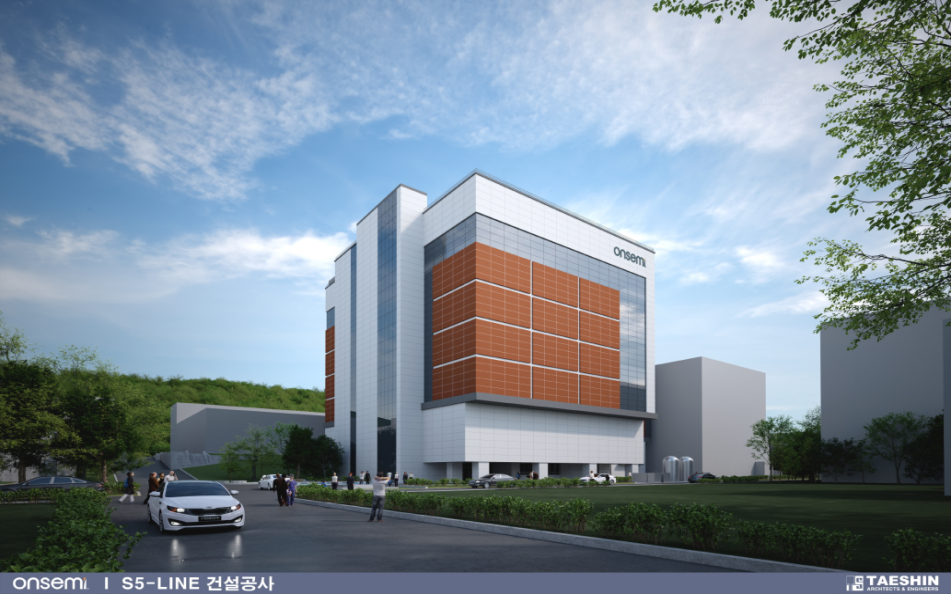 onsemi
onsemi | S5-LINE 건설공사
TAESHIN
ARCHITECTS & ENGINEERS